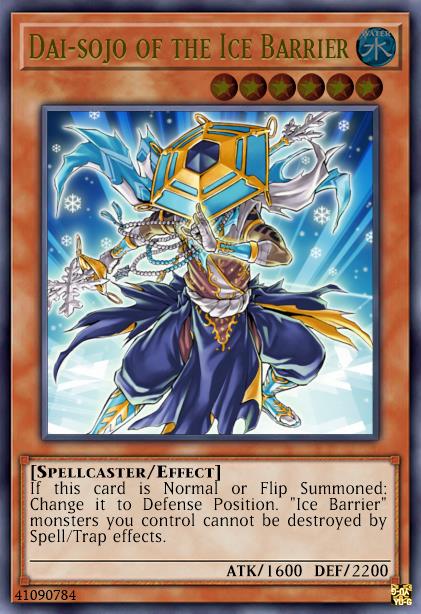 Dai-sojo of the Ice Barrier
WATER
水
[Spellcaster/Effect]
If this card is Normal or Flip Summoned:
Change it to Defense Position. "Ice Barrier"
monsters you control cannot be destroyed by
Spell/Trap effects.
ATK/1600 DEF/2200
41090784